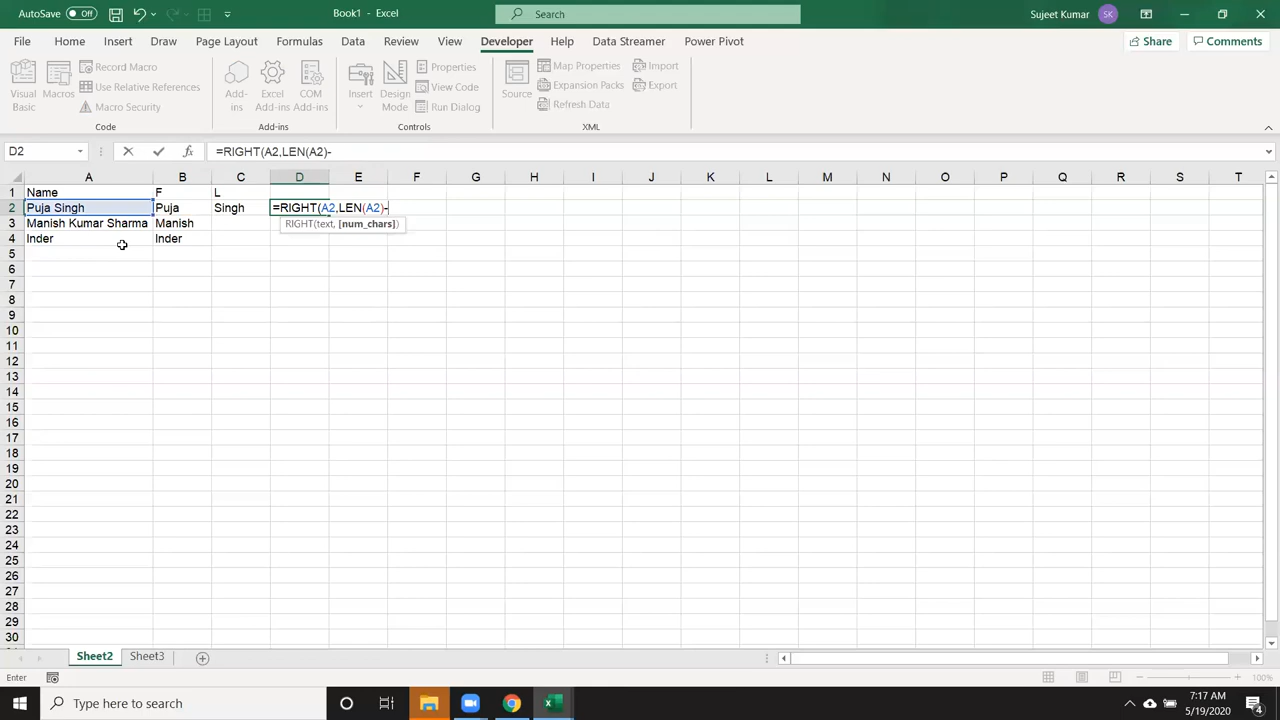 AutoSave Off Book1 - Excel Search Sujeet Kumar SK
File Home Insert Draw Page Layout Formulas Data Review View Developer Help Data Streamer Power Pivot Share Comments
Visual Basic Macros Record Macro Use Relative References Macro Security Code
Add-ins Excel Add-ins COM Add-ins Add-ins
Insert Design Mode Properties View Code Run Dialog Controls
Source Map Properties Expansion Packs Refresh Data Import Export XML
D2 fx =RIGHT(A2,LEN(A2)-
A B C D E F G H I J K L M N O P Q R S T
1 Name F L
2 Puja Singh Puja Singh =RIGHT(A2,LEN(A2)-
3 Manish Kumar Sharma Manish RIGHT(text, [num_chars])
4 Inder Inder
5
6
7
8
9
10
11
12
13
14
15
16
17
18
19
20
21
22
23
24
25
26
27
28
29
30
Sheet2 Sheet3
Enter 100%
Type here to search 7:17 AM
5/19/2020